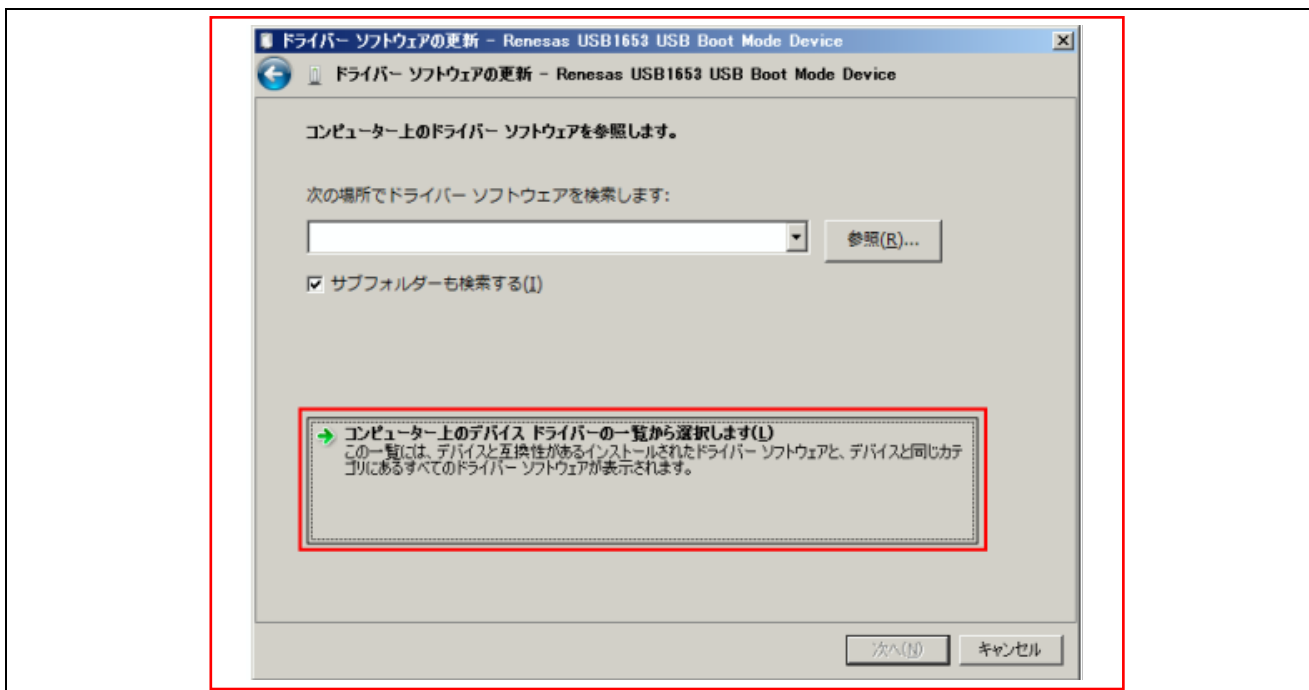 ドライバー ソフトウェアの更新 - Renesas USB1653 USB Boot Mode Device
ドライバー ソフトウェアの更新 - Renesas USB1653 USB Boot Mode Device
コンピューター上のドライバー ソフトウェアを参照します。
次の場所でドライバー ソフトウェアを検索します:
参照(R)...
サブフォルダーも検索する(I)
コンピューター上のデバイス ドライバーの一覧から選択します(L)
この一覧には、デバイスと互換性があるインストールされたドライバー ソフトウェアと、デバイスと同じカテ
ゴリにあるすべてのドライバー ソフトウェアが表示されます。
次へ(N)
キャンセル